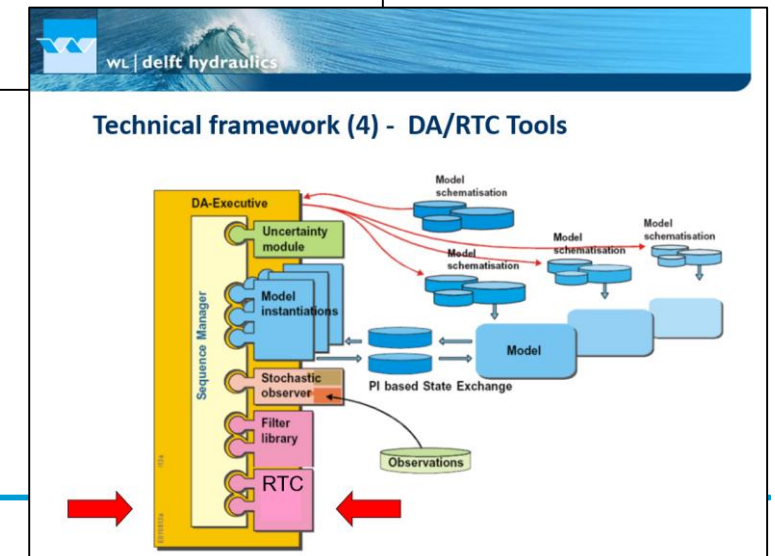 WL | delft hydraulics
Technical framework (4) - DA/RTC Tools
DA-Executive
Sequence Manager
Uncertainty
module
Model
instantiations
Stochastic
observer
Filter
library
RTC
Model
schematisation
Model
schematisation
Model
schematisation
Model
schematisation
Model
PI based State Exchange
Observations